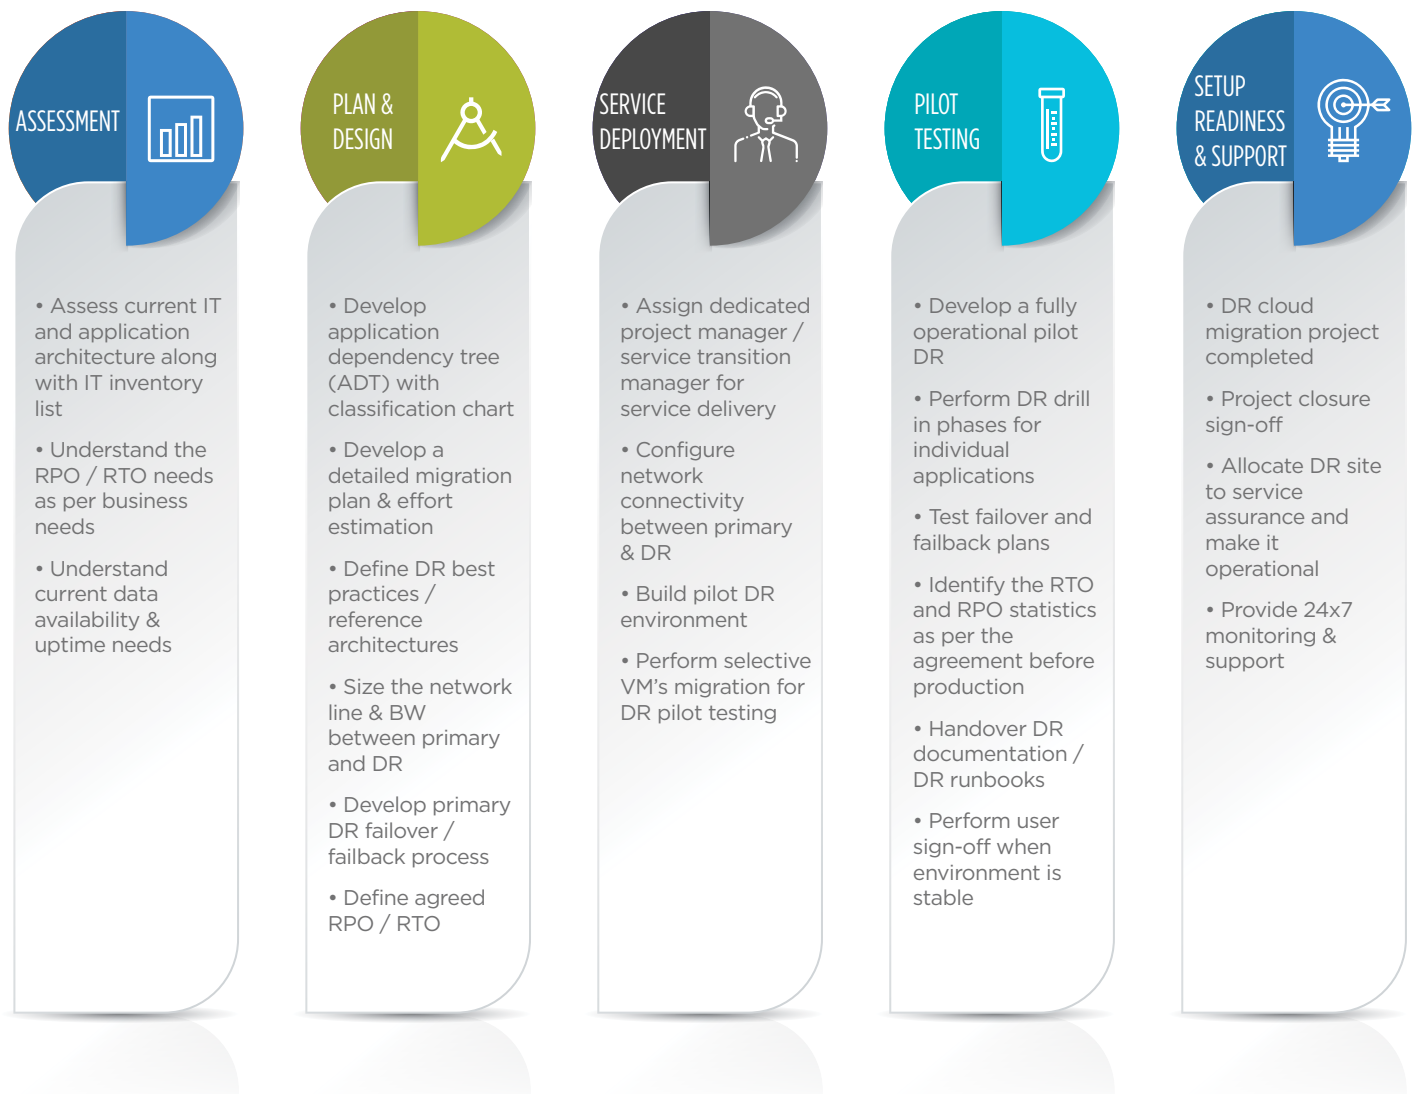 ASSESSMENT
• Assess current IT
and application
architecture along
with IT inventory
list
• Understand the
RPO / RTO needs
as per business
needs
• Understand
current data
availability &
uptime needs
PLAN &
DESIGN
• Develop
application
dependency tree
(ADT) with
classification chart
• Develop a
detailed migration
plan & effort
estimation
• Define DR best
practices /
reference
architectures
• Size the network
line & BW
between primary
and DR
• Develop primary
DR failover /
failback process
• Define agreed
RPO / RTO
SERVICE
DEPLOYMENT
• Assign dedicated
project manager /
service transition
manager for
service delivery
• Configure
network
connectivity
between primary
& DR
• Build pilot DR
environment
• Perform selective
VM's migration for
DR pilot testing
PILOT
TESTING
• Develop a fully
operational pilot
DR
• Perform DR drill
in phases for
individual
applications
• Test failover and
failback plans
• Identify the RTO
and RPO statistics
as per the
agreement before
production
• Handover DR
documentation /
DR runbooks
• Perform user
sign-off when
environment is
stable
SETUP
READINESS
& SUPPORT
• DR cloud
migration project
completed
• Project closure
sign-off
• Allocate DR site
to service
assurance and
make it
operational
• Provide 24x7
monitoring &
support